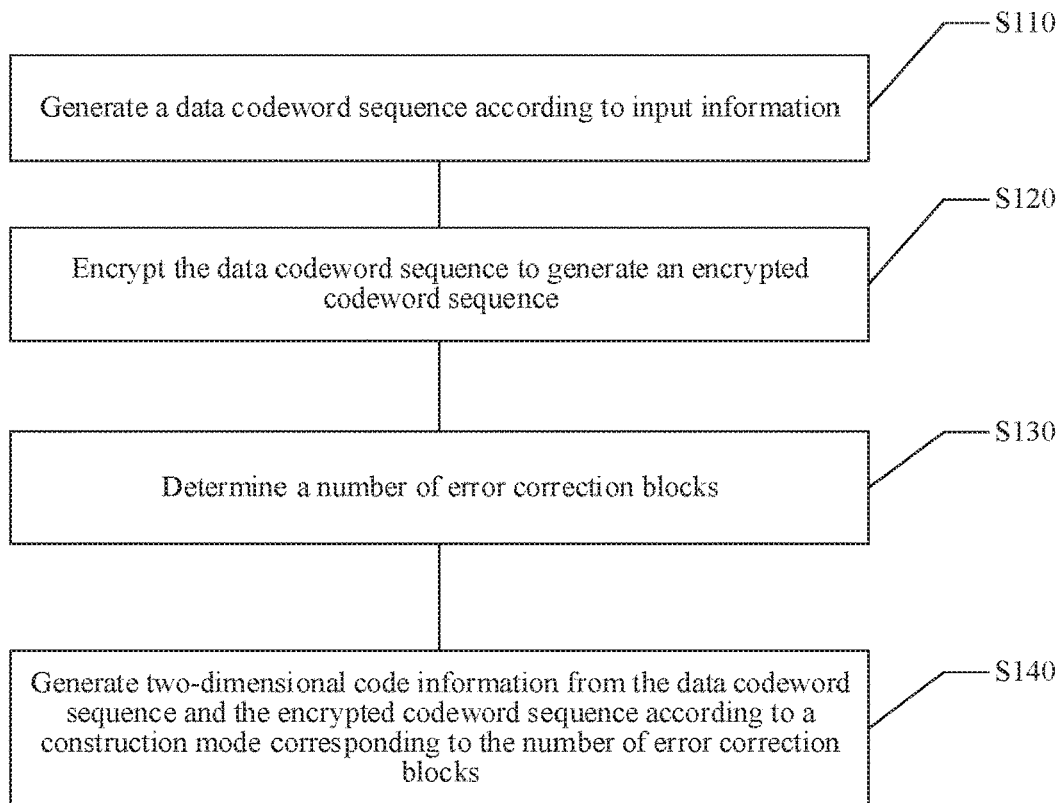 S110
Generate a data codeword sequence according to input information
S120
Encrypt the data codeword sequence to generate an encrypted
codeword sequence
S130
Determine a number of error correction blocks
S140
Generate two-dimensional code information from the data codeword
sequence and the encrypted codeword sequence according to a
construction mode corresponding to the number of error correction
blocks